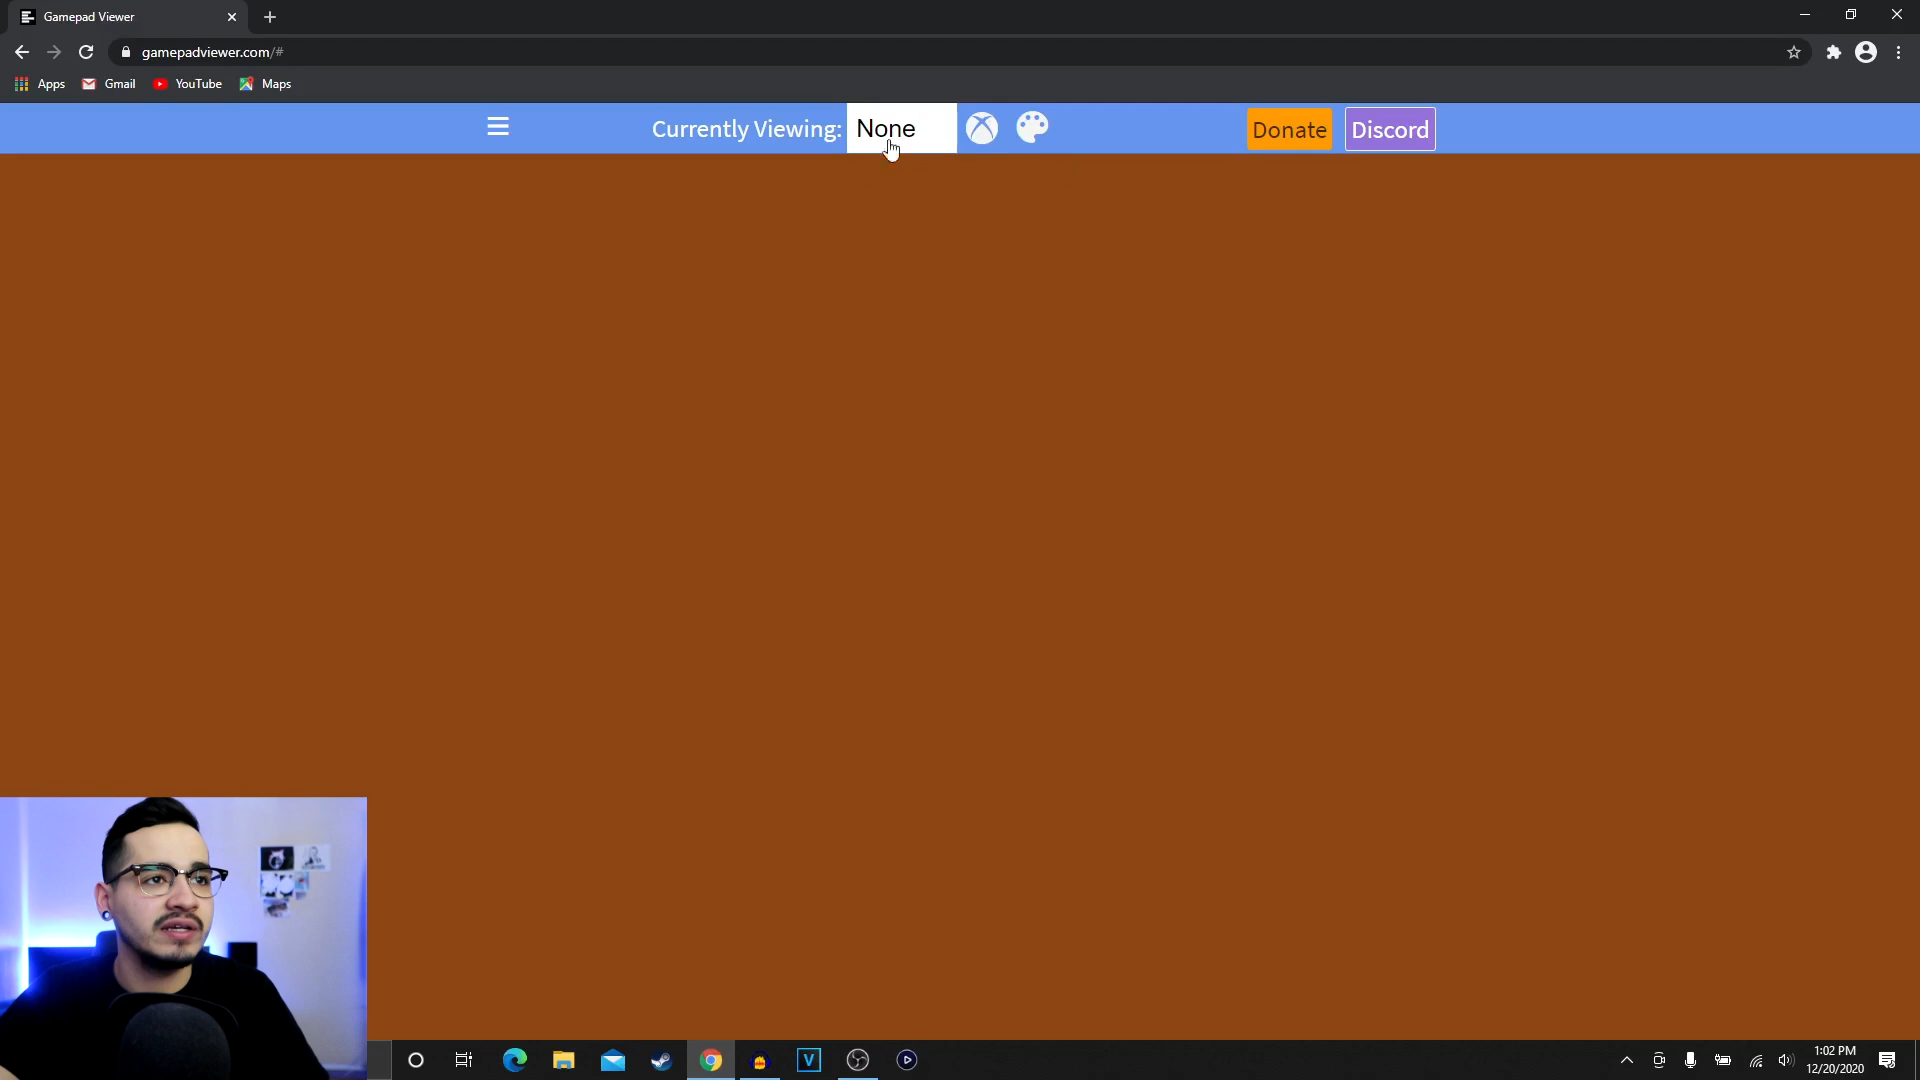 Gamepad Viewer
gamepadviewer.com/#
Apps Gmail YouTube Maps
Currently Viewing: None Donate Discord
V
1:02 PM
12/20/2020